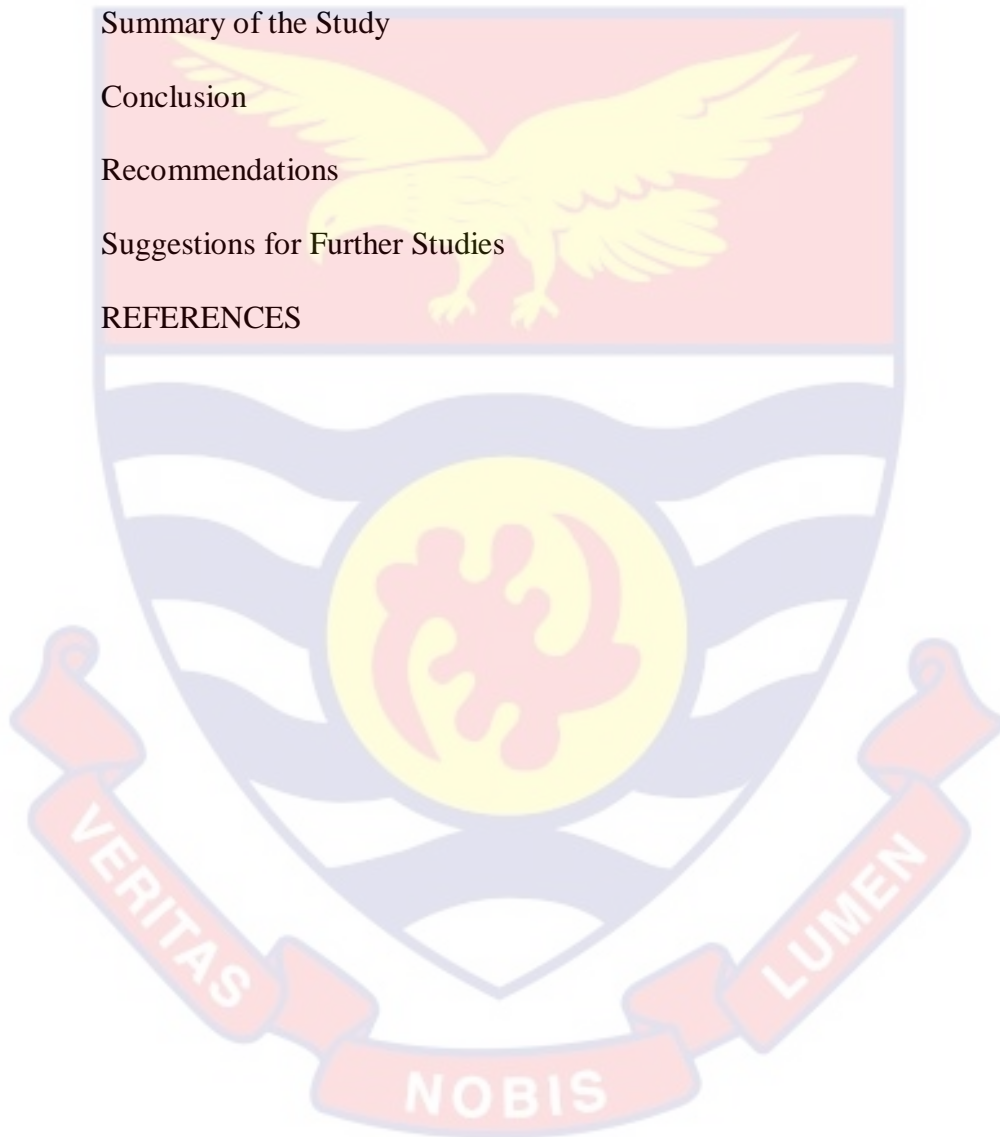 Summary of the Study
Conclusion
Recommendations
Suggestions for Further Studies
REFERENCES
VERITAS
NOBIS
LUMEN